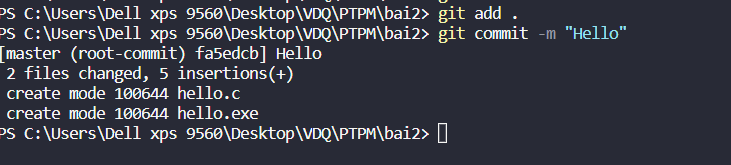 PS C:\Users\Dell xps 9560\Desktop\VDQ\PTPM\bai2> git add .
PS C:\Users\Dell xps 9560\Desktop\VDQ\PTPM\bai2> git commit -m "Hello"
[master (root-commit) fa5edcb] Hello
 2 files changed, 5 insertions(+)
 create mode 100644 hello.c
 create mode 100644 hello.exe
PS C:\Users\Dell xps 9560\Desktop\VDQ\PTPM\bai2>